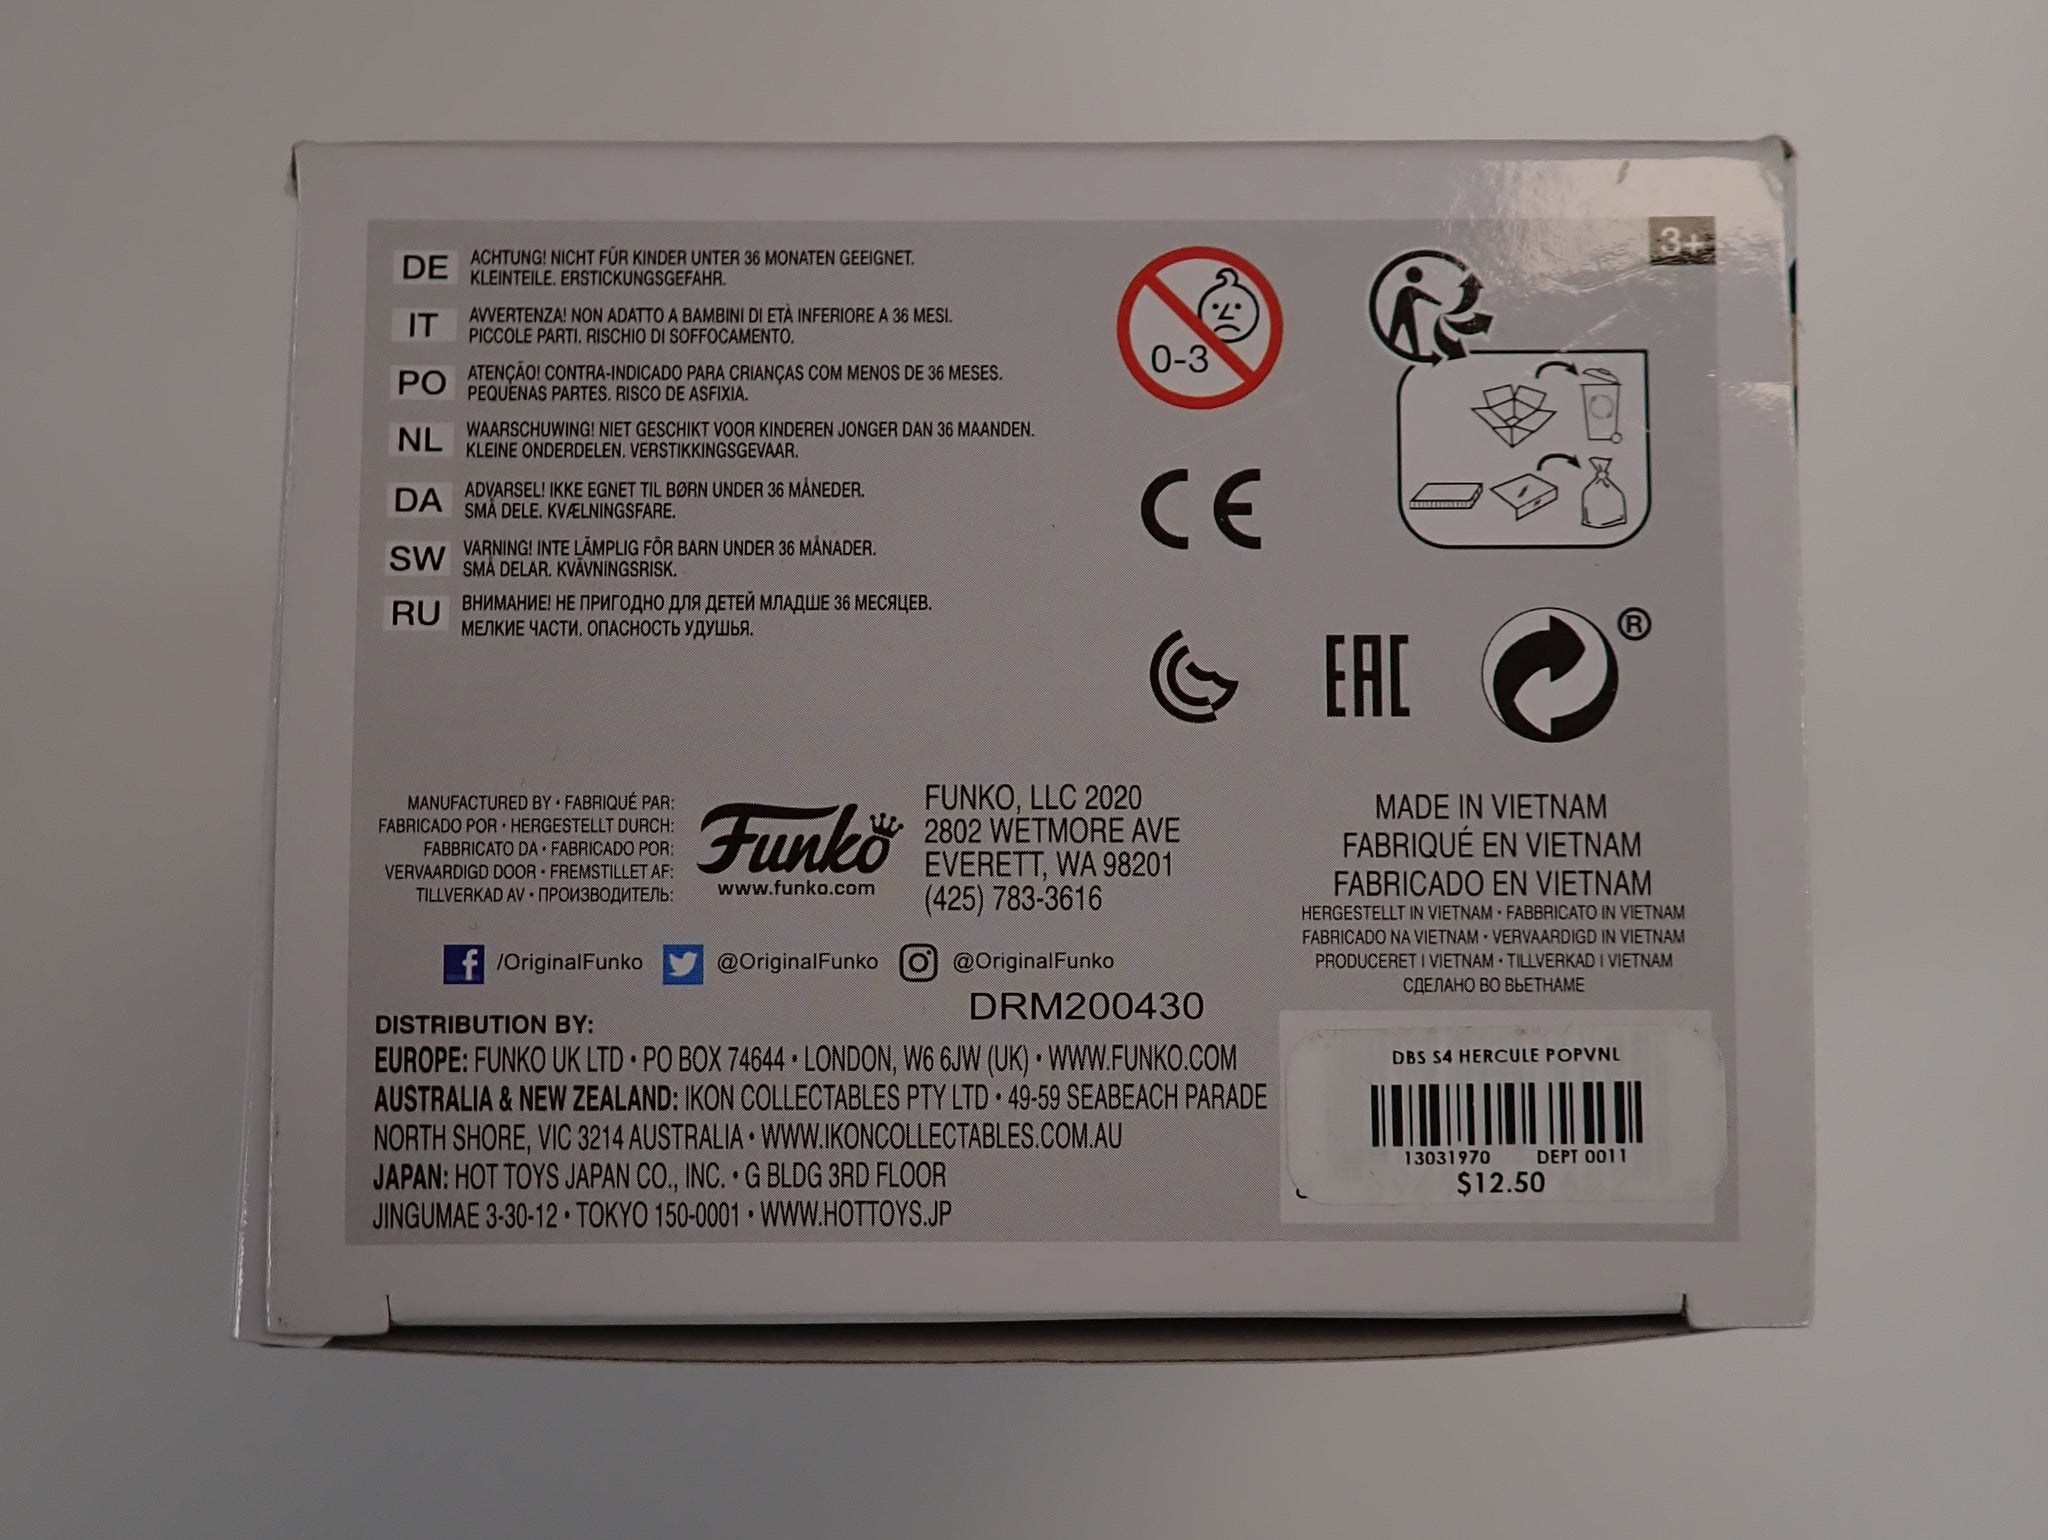 3+
DE
ACHTUNG! NICHT FÜR KINDER UNTER 36 MONATEN GEEIGNET.
KLEINTEILE. ERSTICKUNGSGEFAHR.
IT
AVVERTENZA! NON ADATTO A BAMBINI DI ETÀ INFERIORE A 36 MESI.
PICCOLE PARTI. RISCHIO DI SOFFOCAMENTO.
PO
ATENÇÃO! CONTRA-INDICADO PARA CRIANÇAS COM MENOS DE 36 MESES.
PEQUENAS PARTES. RISCO DE ASFIXIA.
NL
WAARSCHUWING! NIET GESCHIKT VOOR KINDEREN JONGER DAN 36 MAANDEN.
KLEINE ONDERDELEN. VERSTIKKINGSGEVAAR.
DA
ADVARSEL! IKKE EGNET TIL BØRN UNDER 36 MÅNEDER.
SMÅ DELE. KVÆLNINGSFARE.
SW
VARNING! INTE LÄMPLIG FÖR BARN UNDER 36 MÅNADER.
SMÅ DELAR. KVÄVNINGSRISK.
RU
ВНИМАНИЕ! НЕ ПРИГОДНО ДЛЯ ДЕТЕЙ МЛАДШЕ 36 МЕСЯЦЕВ.
МЕЛКИЕ ЧАСТИ. ОПАСНОСТЬ УДУШЬЯ.
0-3
CE
EAC
®
MANUFACTURED BY • FABRIQUÉ PAR:
FABRICADO POR • HERGESTELLT DURCH:
FABBRICATO DA • FABRICADO POR:
VERVAARDIGD DOOR • FREMSTILLET AF:
TILLVERKAD AV • ПРОИЗВОДИТЕЛЬ:
Funko
www.funko.com
FUNKO, LLC 2020
2802 WETMORE AVE
EVERETT, WA 98201
(425) 783-3616
MADE IN VIETNAM
FABRIQUÉ EN VIETNAM
FABRICADO EN VIETNAM
HERGESTELLT IN VIETNAM • FABBRICATO IN VIETNAM
FABRICADO NA VIETNAM • VERVAARDIGD IN VIETNAM
PRODUCERET I VIETNAM • TILLVERKAD I VIETNAM
СДЕЛАНО ВО ВЬЕТНАМЕ
f /OriginalFunko @OriginalFunko @OriginalFunko
DRM200430
DISTRIBUTION BY:
EUROPE: FUNKO UK LTD • PO BOX 74644 • LONDON, W6 6JW (UK) • WWW.FUNKO.COM
AUSTRALIA & NEW ZEALAND: IKON COLLECTABLES PTY LTD • 49-59 SEABEACH PARADE
NORTH SHORE, VIC 3214 AUSTRALIA • WWW.IKONCOLLECTABLES.COM.AU
JAPAN: HOT TOYS JAPAN CO., INC. • G BLDG 3RD FLOOR
JINGUMAE 3-30-12 • TOKYO 150-0001 • WWW.HOTTOYS.JP
DBS S4 HERCULE POPVNL
13031970 DEPT 0011
$12.50